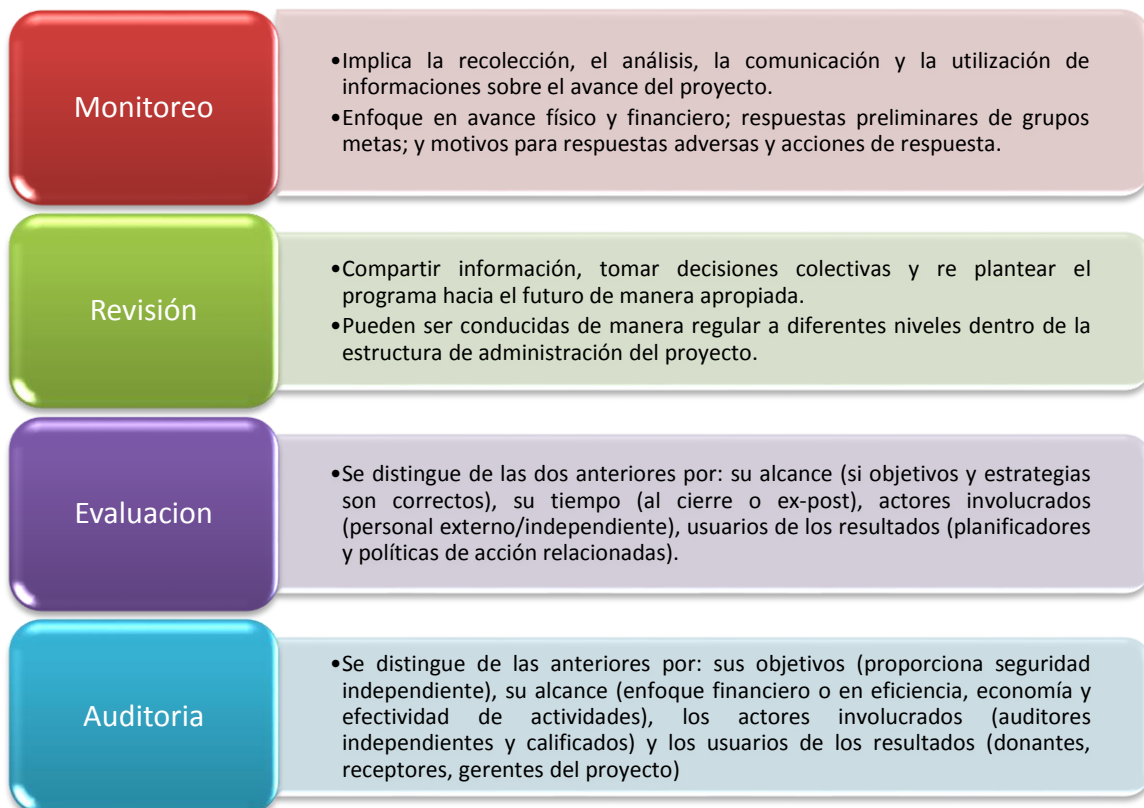 Monitoreo
•Implica la recolección, el análisis, la comunicación y la utilización de
informaciones sobre el avance del proyecto.
•Enfoque en avance físico y financiero; respuestas preliminares de grupos
metas; y motivos para respuestas adversas y acciones de respuesta.
Revisión
•Compartir información, tomar decisiones colectivas y re plantear el
programa hacia el futuro de manera apropiada.
•Pueden ser conducidas de manera regular a diferentes niveles dentro de la
estructura de administración del proyecto.
Evaluacion
•Se distingue de las dos anteriores por: su alcance (si objetivos y estrategias
son correctos), su tiempo (al cierre o ex-post), actores involucrados
(personal externo/independiente), usuarios de los resultados (planificadores
y políticas de acción relacionadas).
Auditoria
•Se distingue de las anteriores por: sus objetivos (proporciona seguridad
independiente), su alcance (enfoque financiero o en eficiencia, economía y
efectividad de actividades), los actores involucrados (auditores
independientes y calificados) y los usuarios de los resultados (donantes,
receptores, gerentes del proyecto)